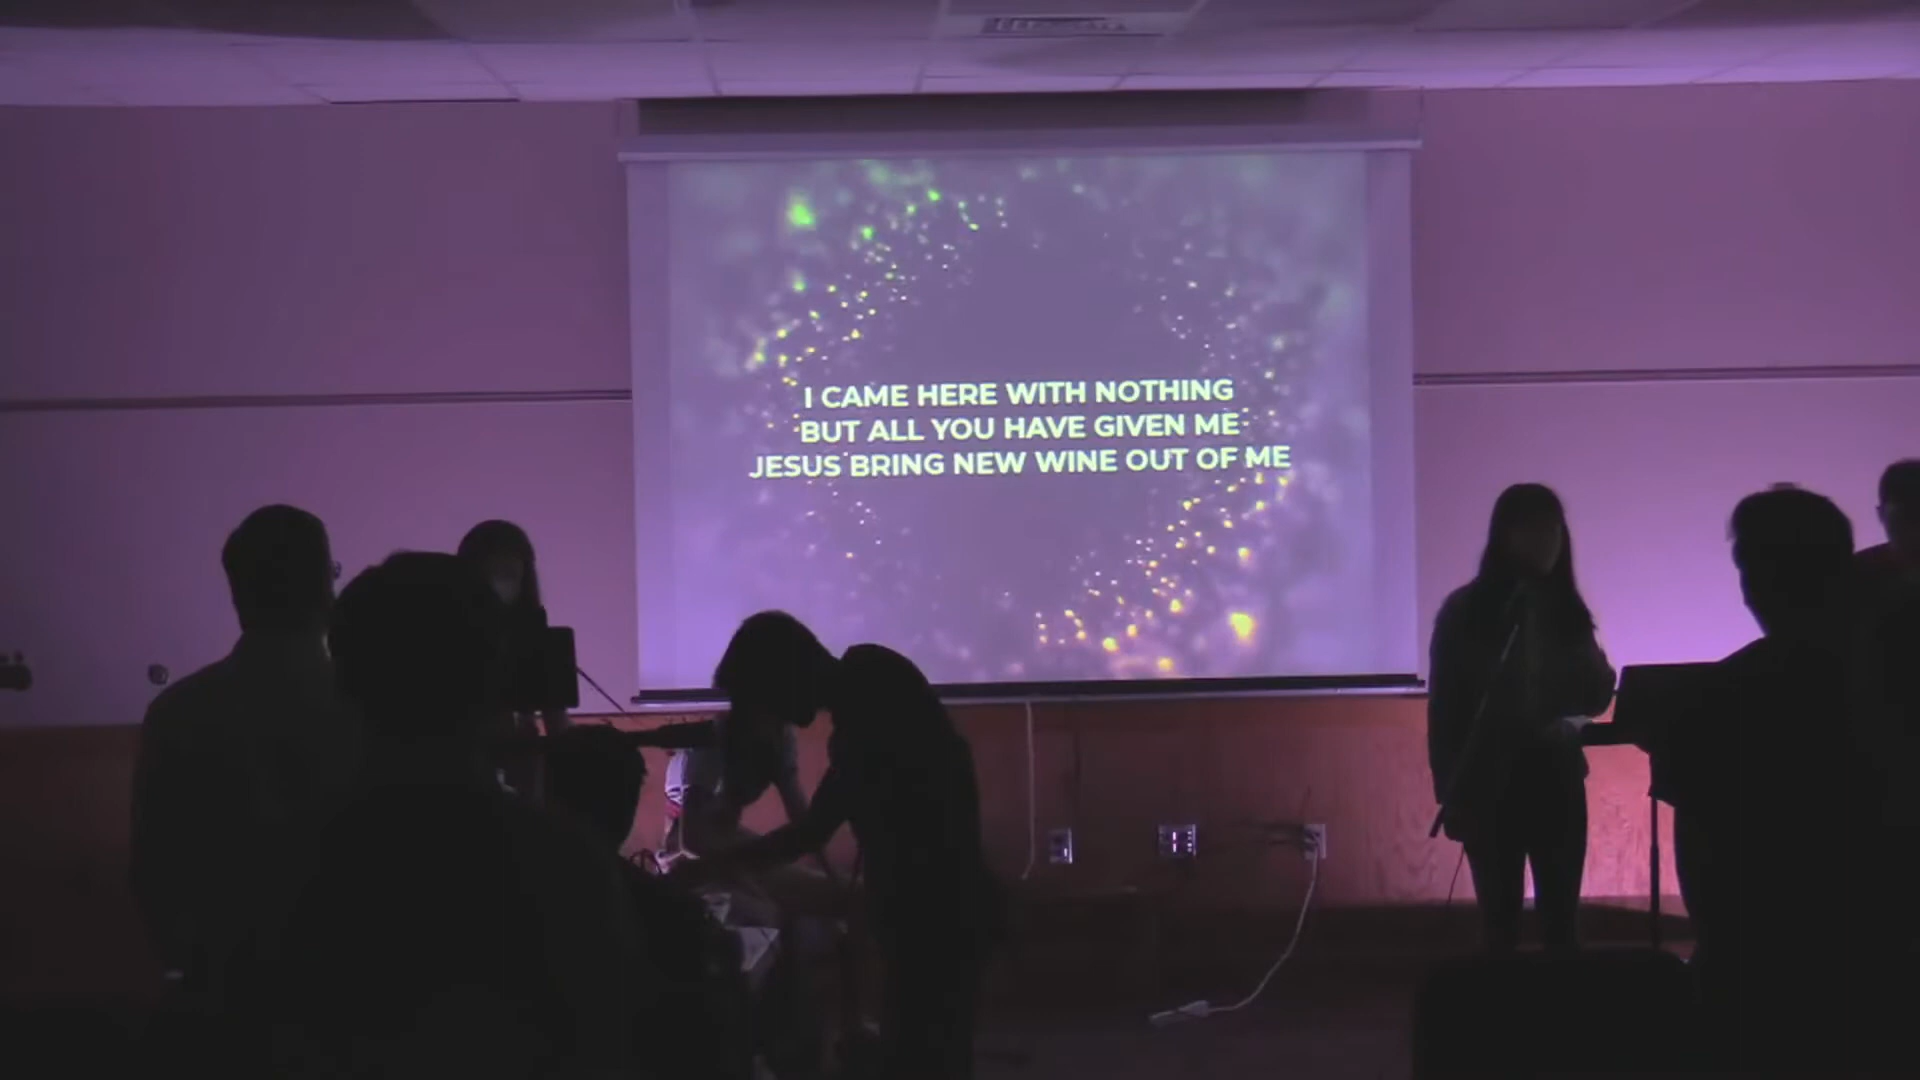 I CAME HERE WITH NOTHING
BUT ALL YOU HAVE GIVEN ME
JESUS BRING NEW WINE OUT OF ME